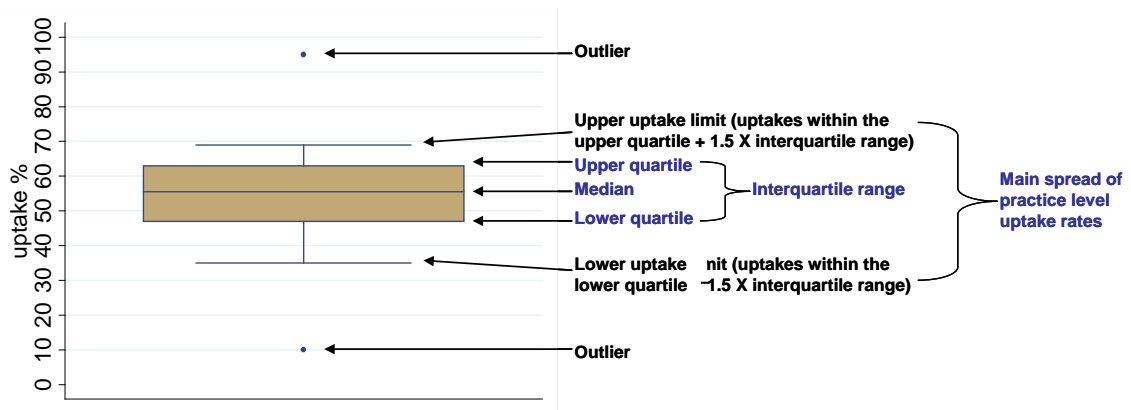 uptake %
100
90
80
70
60
50
40
30
20
10
0
Outlier
Upper uptake limit (uptakes within the
upper quartile + 1.5 X interquartile range)
Upper quartile
Median
Lower quartile
Interquartile range
Main spread of
practice level
uptake rates
Lower uptake mit (uptakes within the
lower quartile −1.5 X interquartile range)
Outlier